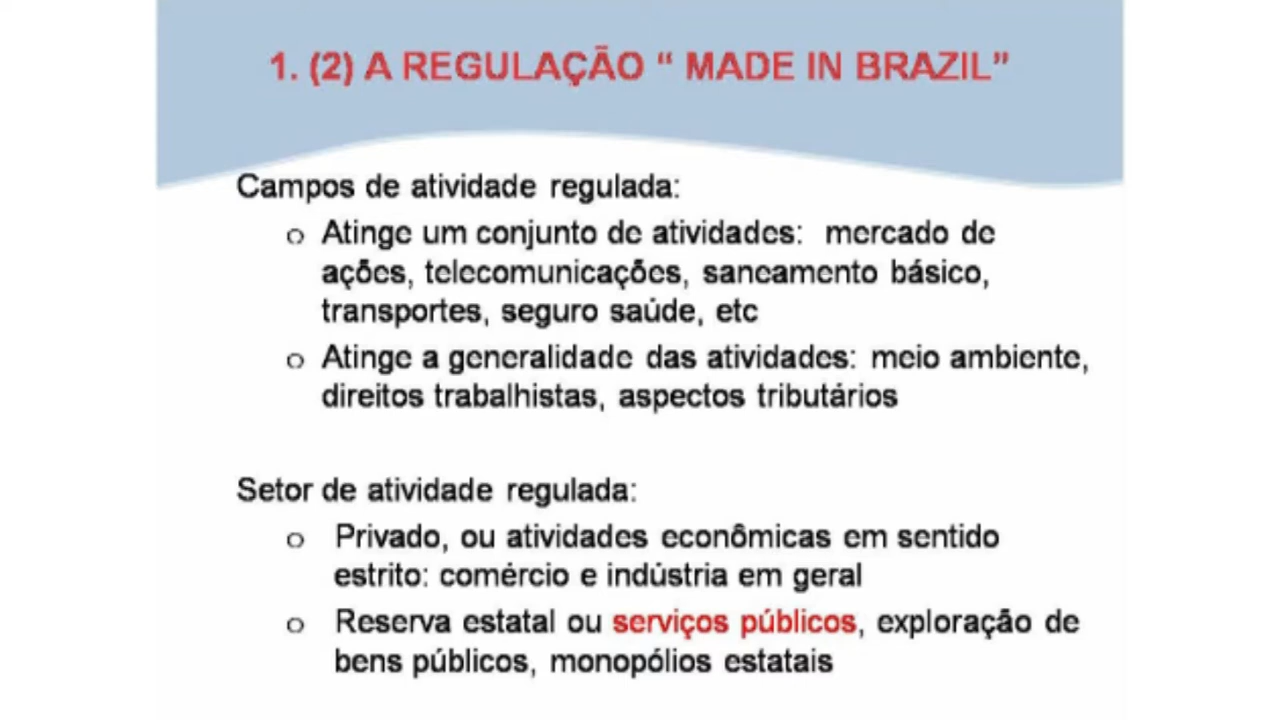 1. (2) A REGULAÇÃO “ MADE IN BRAZIL”
Campos de atividade regulada:
o Atinge um conjunto de atividades: mercado de
ações, telecomunicações, saneamento básico,
transportes, seguro saúde, etc
o Atinge a generalidade das atividades: meio ambiente,
direitos trabalhistas, aspectos tributários
Setor de atividade regulada:
o Privado, ou atividades econômicas em sentido
estrito: comércio e indústria em geral
o Reserva estatal ou serviços públicos, exploração de
bens públicos, monopólios estatais